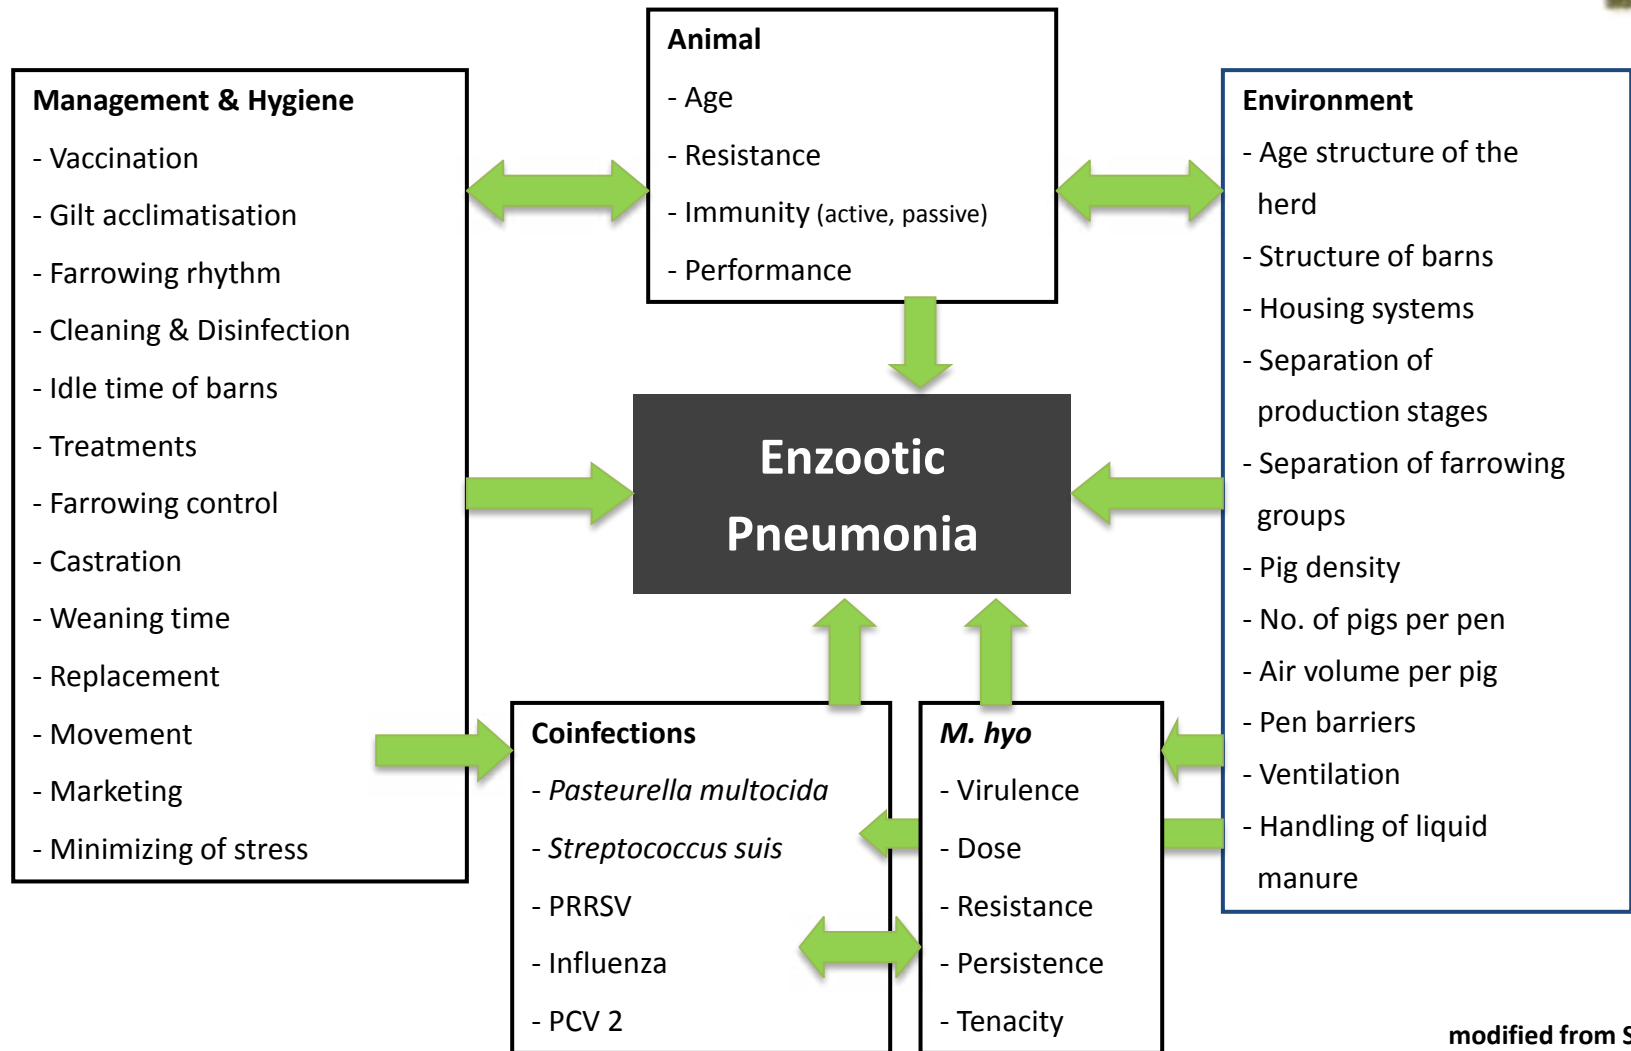 Animal
- Age
- Resistance
- Immunity (active, passive)
- Performance
Management & Hygiene
- Vaccination
- Gilt acclimatisation
- Farrowing rhythm
- Cleaning & Disinfection
- Idle time of barns
- Treatments
- Farrowing control
- Castration
- Weaning time
- Replacement
- Movement
- Marketing
- Minimizing of stress
Environment
- Age structure of the
herd
- Structure of barns
- Housing systems
- Separation of
production stages
- Separation of farrowing
groups
- Pig density
- No. of pigs per pen
- Air volume per pig
- Pen barriers
- Ventilation
- Handling of liquid
manure
Enzootic
Pneumonia
Coinfections
- Pasteurella multocida
- Streptococcus suis
- PRRSV
- Influenza
- PCV 2
M. hyo
- Virulence
- Dose
- Resistance
- Persistence
- Tenacity
modified from S